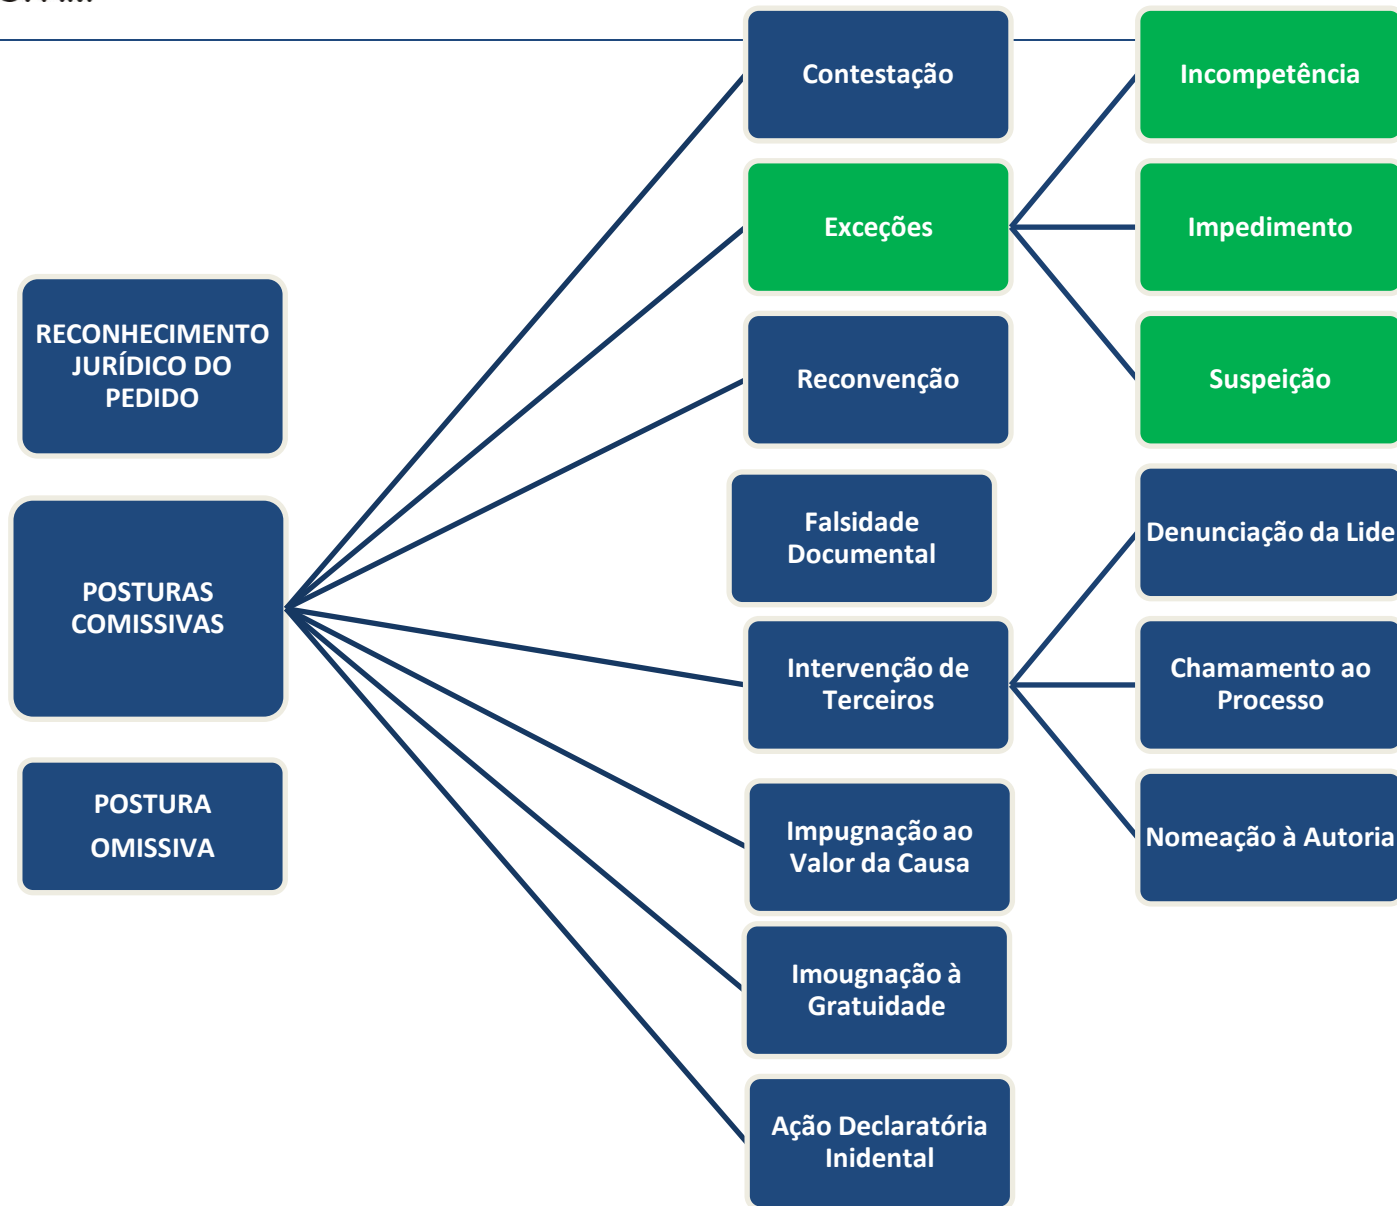 Contestação
Incompetência
Exceções
Impedimento
RECONHECIMENTO
JURÍDICO DO
PEDIDO
Reconvenção
Suspeição
Falsidade
Documental
Denunciação da Lide
POSTURAS
COMISSIVAS
Intervenção de
Terceiros
Chamamento ao
Processo
POSTURA
OMISSIVA
Impugnação ao
Valor da Causa
Nomeação à Autoria
Imougnação à
Gratuidade
Ação Declaratória
Inidental